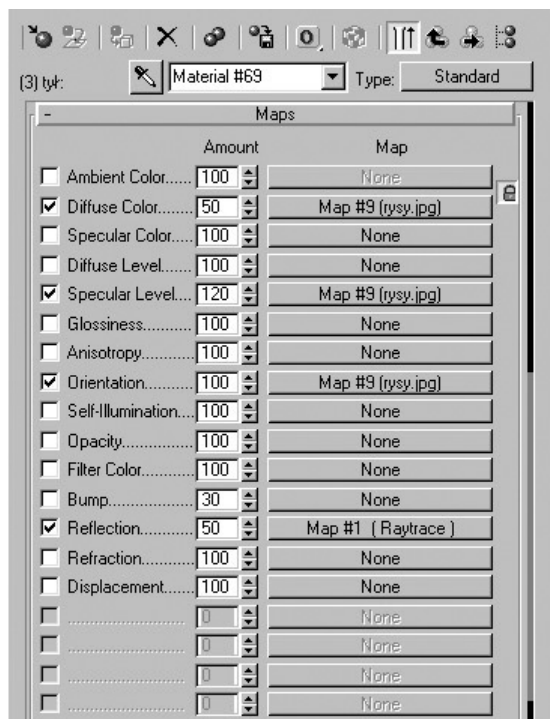 (3) tył: Material #69 Type: Standard
- Maps
Amount Map
Ambient Color...... 100 None
Diffuse Color........ 50 Map #9 (rysy.jpg)
Specular Color..... 100 None
Diffuse Level....... 100 None
Specular Level.... 120 Map #9 (rysy.jpg)
Glossiness........... 100 None
Anisotropy............ 100 None
Orientation........... 100 Map #9 (rysy.jpg)
Self-Illumination.... 100 None
Opacity................ 100 None
Filter Color............ 100 None
Bump................... 30 None
Reflection............ 50 Map #1 ( Raytrace )
Refraction............ 100 None
Displacement....... 100 None
.......................... 0 None
.......................... 0 None
.......................... 0 None
.......................... 0 None